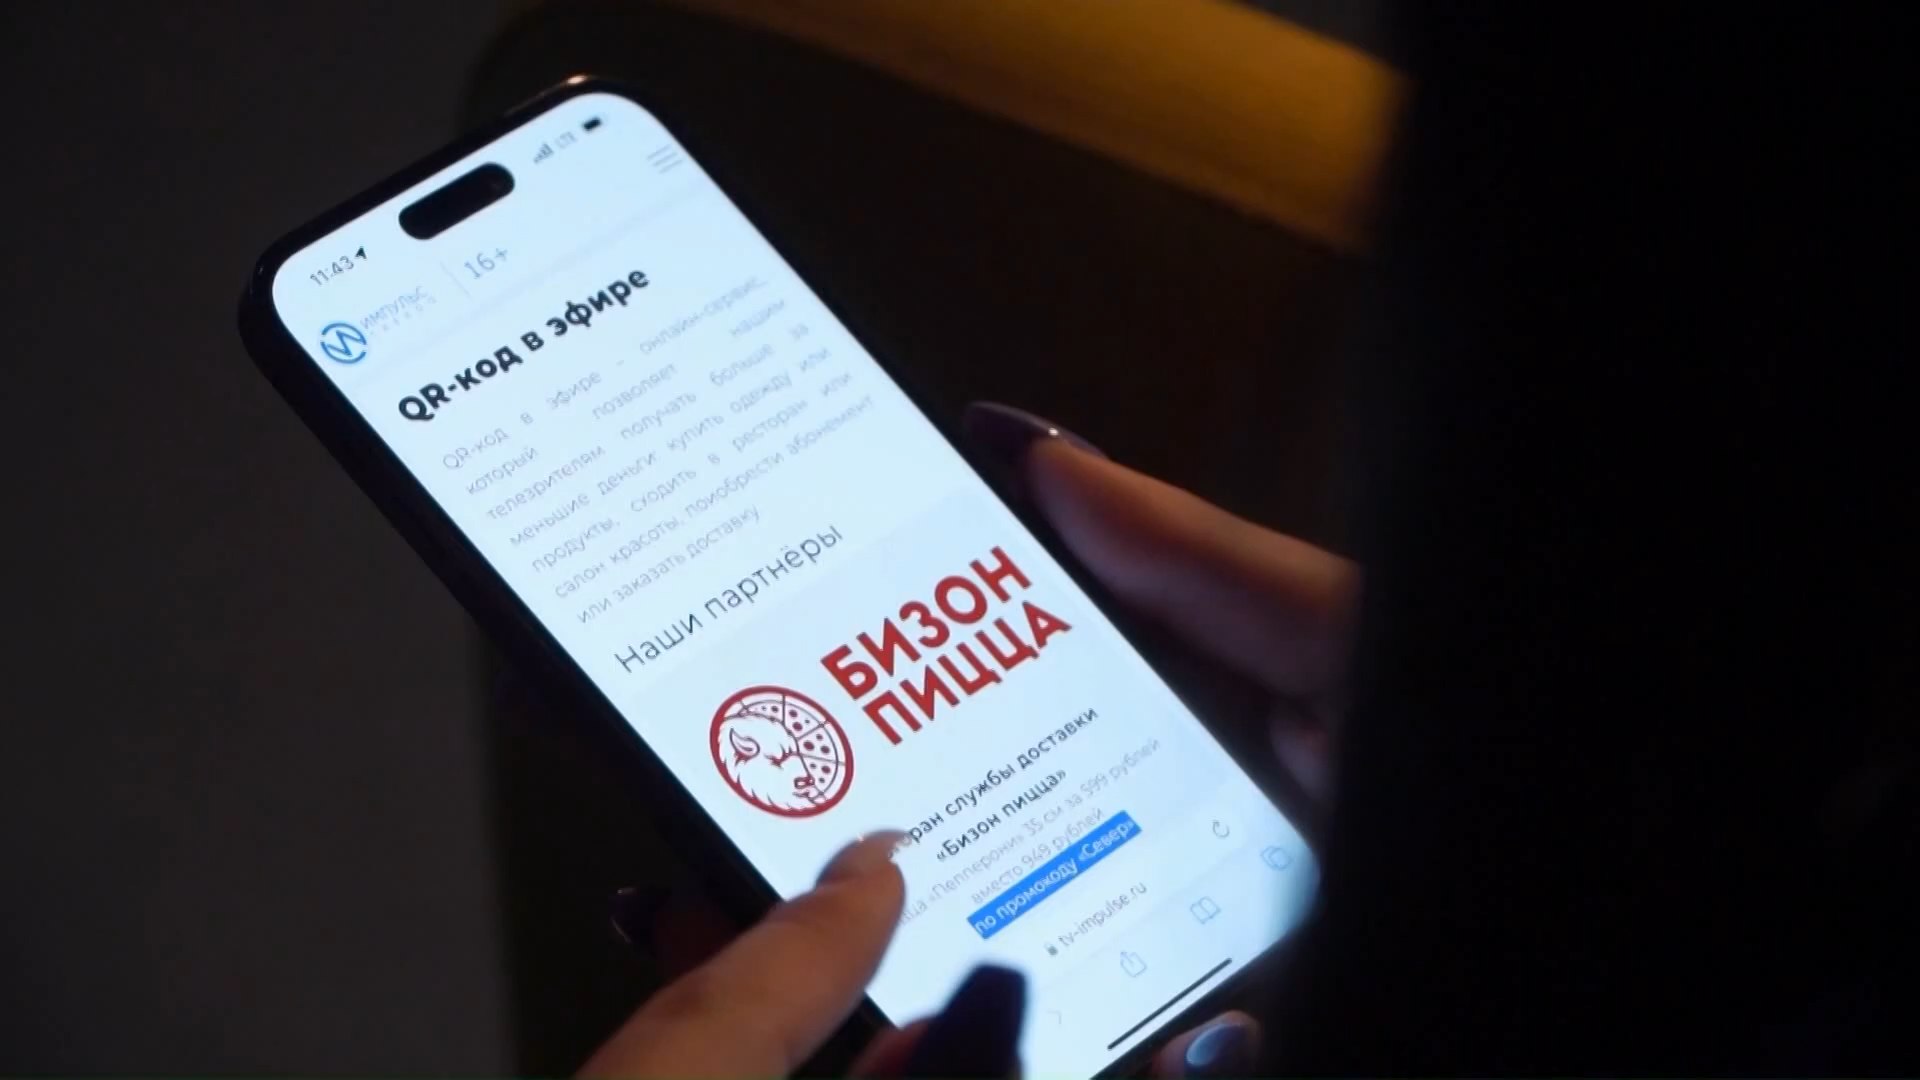 11:43
LTE
ИМПУЛЬС
16+
QR-код в эфире
QR-код в эфире – онлайн-сервис,
который позволяет нашим
телезрителям получать больше за
меньшие деньги: купить одежду или
продукты, сходить в ресторан или
салон красоты, приобрести абонемент
или заказать доставку.
Наши партнёры
БИЗОН
ПИЦЦА
службы доставки
«Бизон пицца»
«Пепперони» 35 см за 599 рублей
вместо 949 рублей
по промокоду «Север»
tv-impulse.ru